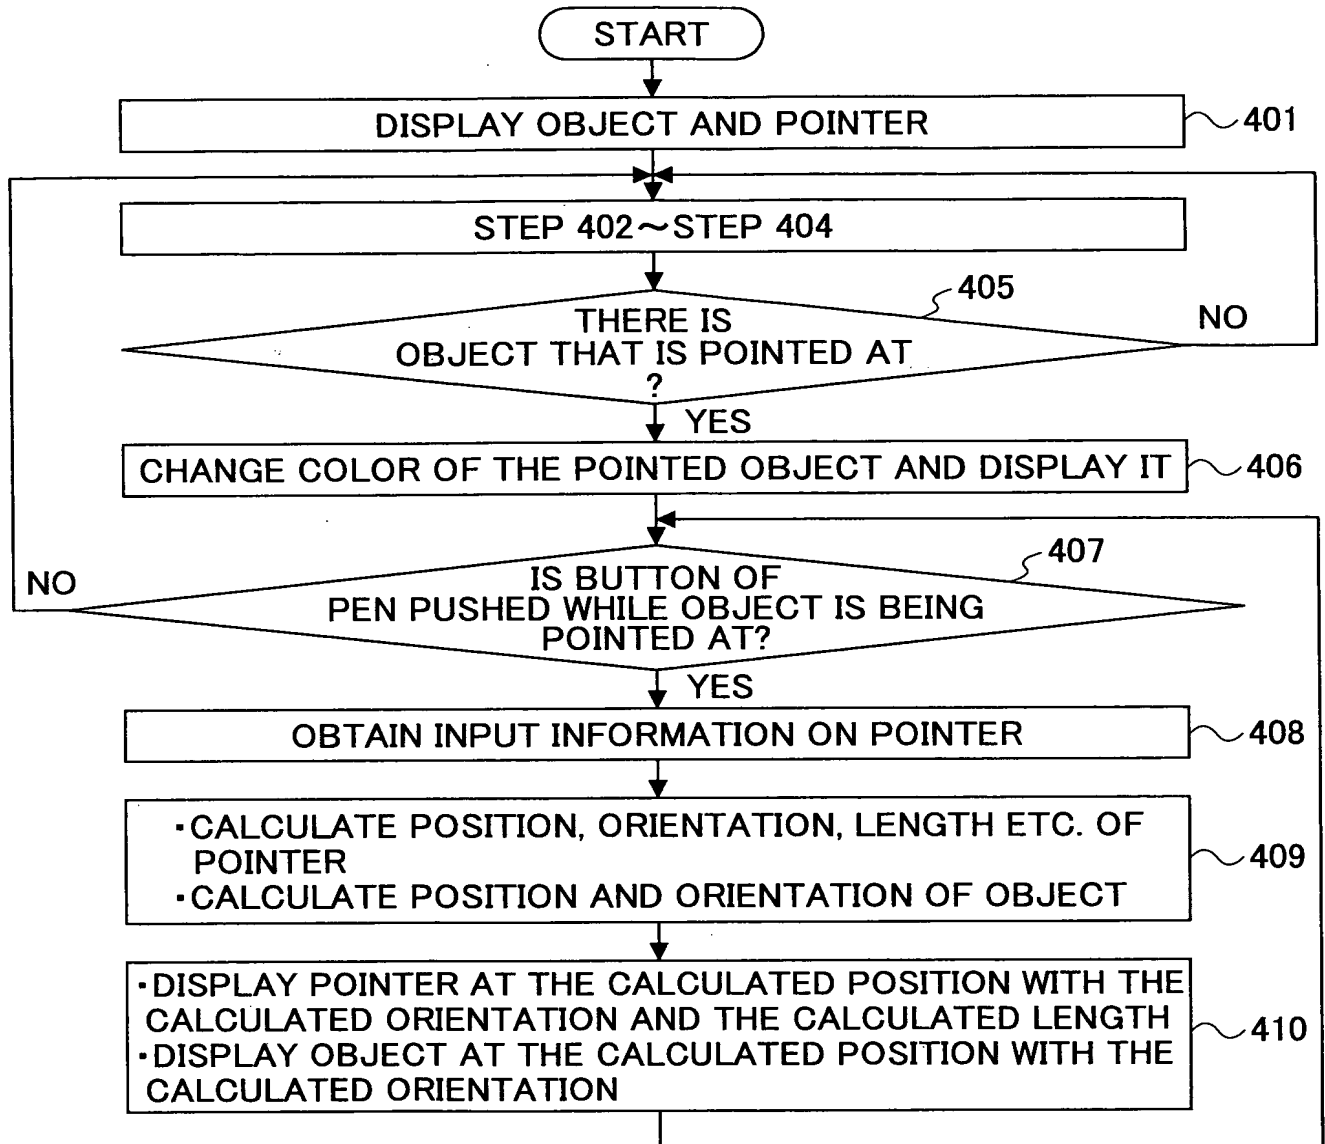 START
DISPLAY OBJECT AND POINTER
401
STEP 402~STEP 404
405
THERE IS
OBJECT THAT IS POINTED AT
?
NO
YES
CHANGE COLOR OF THE POINTED OBJECT AND DISPLAY IT
406
407
NO
IS BUTTON OF
PEN PUSHED WHILE OBJECT IS BEING
POINTED AT?
YES
OBTAIN INPUT INFORMATION ON POINTER
408
・CALCULATE POSITION, ORIENTATION, LENGTH ETC. OF
POINTER
・CALCULATE POSITION AND ORIENTATION OF OBJECT
409
・DISPLAY POINTER AT THE CALCULATED POSITION WITH THE
CALCULATED ORIENTATION AND THE CALCULATED LENGTH
・DISPLAY OBJECT AT THE CALCULATED POSITION WITH THE
CALCULATED ORIENTATION
410